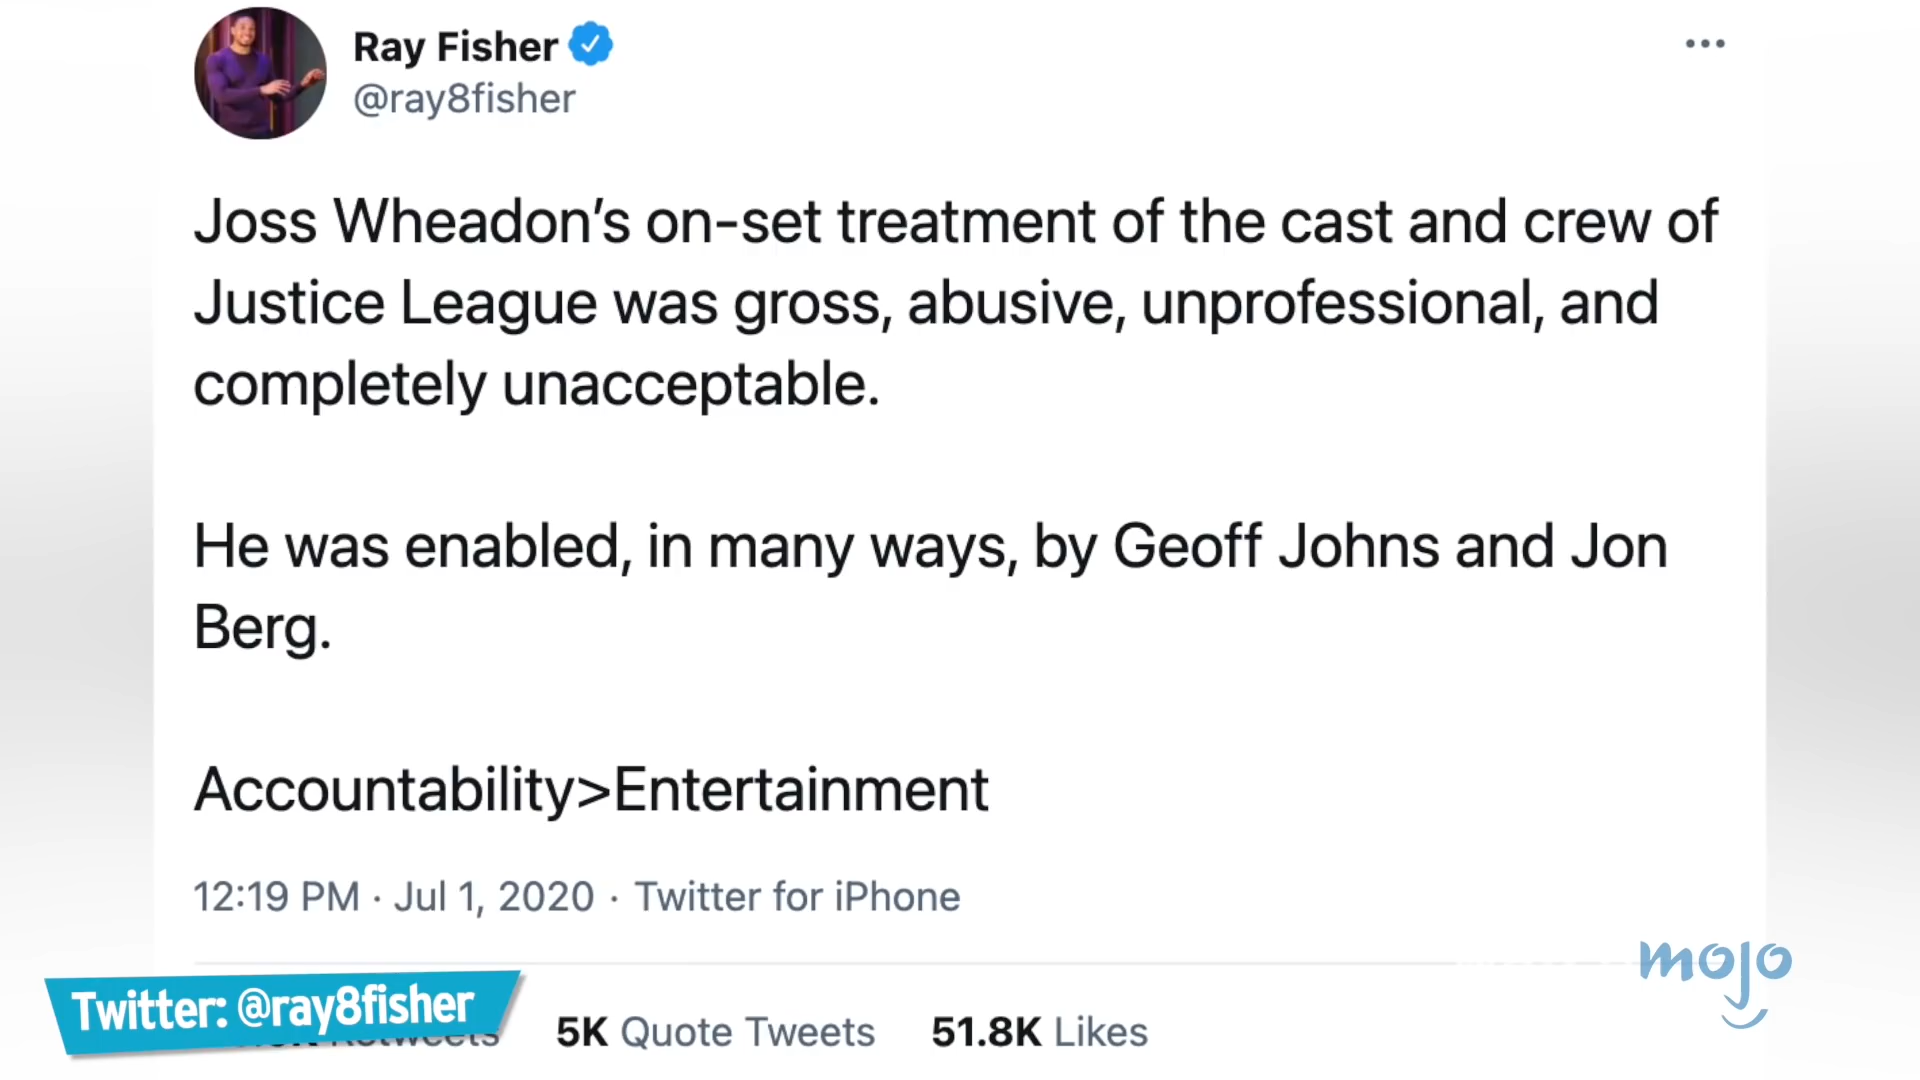 Ray Fisher
@ray8fisher
Joss Wheadon’s on-set treatment of the cast and crew of
Justice League was gross, abusive, unprofessional, and
completely unacceptable.
He was enabled, in many ways, by Geoff Johns and Jon
Berg.
Accountability>Entertainment
12:19 PM · Jul 1, 2020 · Twitter for iPhone
Retweets 5K Quote Tweets 51.8K Likes
Twitter: @ray8fisher
mojo